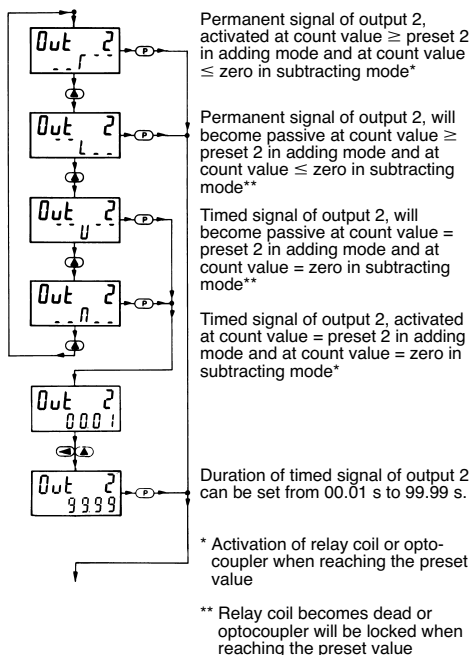 Out 2
P
Permanent signal of output 2,
activated at count value ≥ preset 2
in adding mode and at count value
≤ zero in subtracting mode*
Out 2
P
Permanent signal of output 2, will
become passive at count value ≥
preset 2 in adding mode and at
count value ≤ zero in subtracting
mode**
Out 2
P
Timed signal of output 2, will
become passive at count value =
preset 2 in adding mode and at
count value = zero in subtracting
mode**
Out 2
P
Timed signal of output 2, activated
at count value = preset 2 in adding
mode and at count value = zero in
subtracting mode*
Out 2
00.01
Out 2
99.99
P
Duration of timed signal of output 2
can be set from 00.01 s to 99.99 s.
* Activation of relay coil or opto-
coupler when reaching the preset
value
** Relay coil becomes dead or
optocoupler will be locked when
reaching the preset value